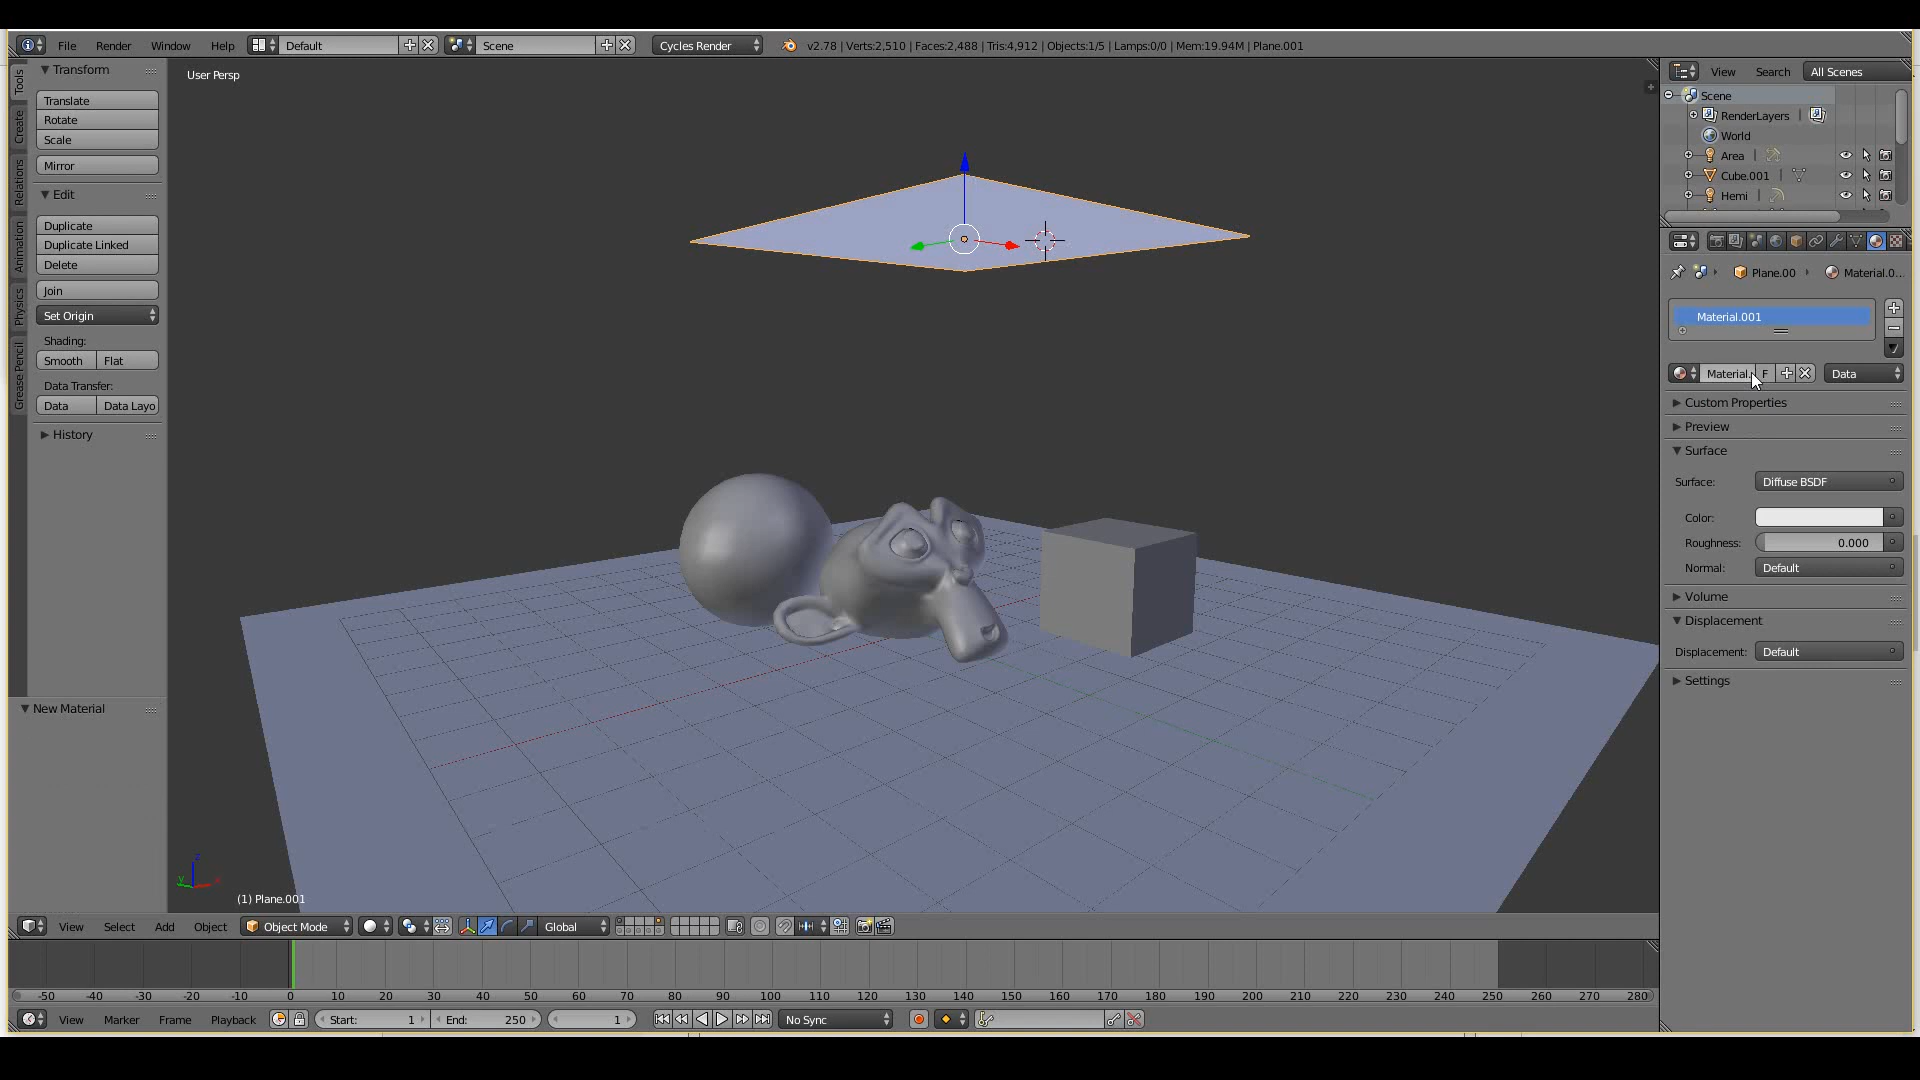 File Render Window Help Default Scene Cycles Render v2.78 | Verts:2,510 | Faces:2,488 | Tris:4,912 | Objects:1/5 | Lamps:0/0 | Mem:19.94M | Plane.001
Tools
Create
Relations
Animation
Physics
Grease Pencil
Transform
Translate
Rotate
Scale
Mirror
Edit
Duplicate
Duplicate Linked
Delete
Join
Set Origin
Shading:
Smooth Flat
Data Transfer:
Data Data Layo
History
New Material
User Persp
z
y
x
(1) Plane.001
View Search All Scenes
Scene
RenderLayers |
World
Area |
Cube.001 |
Hemi |
Plane.00 Material.0...
Material.001
Material. F Data
Custom Properties
Preview
Surface
Surface: Diffuse BSDF
Color:
Roughness: 0.000
Normal: Default
Volume
Displacement
Displacement: Default
Settings
View Select Add Object Object Mode Global
-50 -40 -30 -20 -10 0 10 20 30 40 50 60 70 80 90 100 110 120 130 140 150 160 170 180 190 200 210 220 230 240 250 260 270 280
View Marker Frame Playback Start: 1 End: 250 1 No Sync